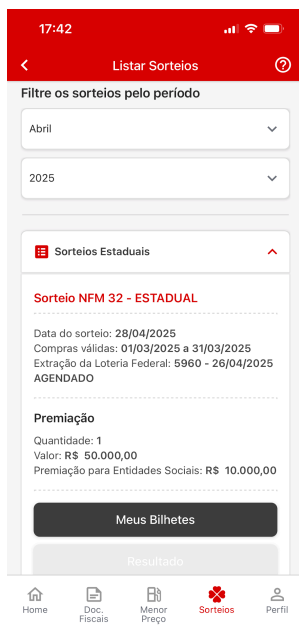 17:42
Listar Sorteios
Filtre os sorteios pelo período
Abril
2025
Sorteios Estaduais
Sorteio NFM 32 - ESTADUAL
Data do sorteio: 28/04/2025
Compras válidas: 01/03/2025 a 31/03/2025
Extração da Loteria Federal: 5960 - 26/04/2025
AGENDADO
Premiação
Quantidade: 1
Valor: R$ 50.000,00
Premiação para Entidades Sociais: R$ 10.000,00
Meus Bilhetes
Resultado
Home
Doc. Fiscais
Menor Preço
Sorteios
Perfil